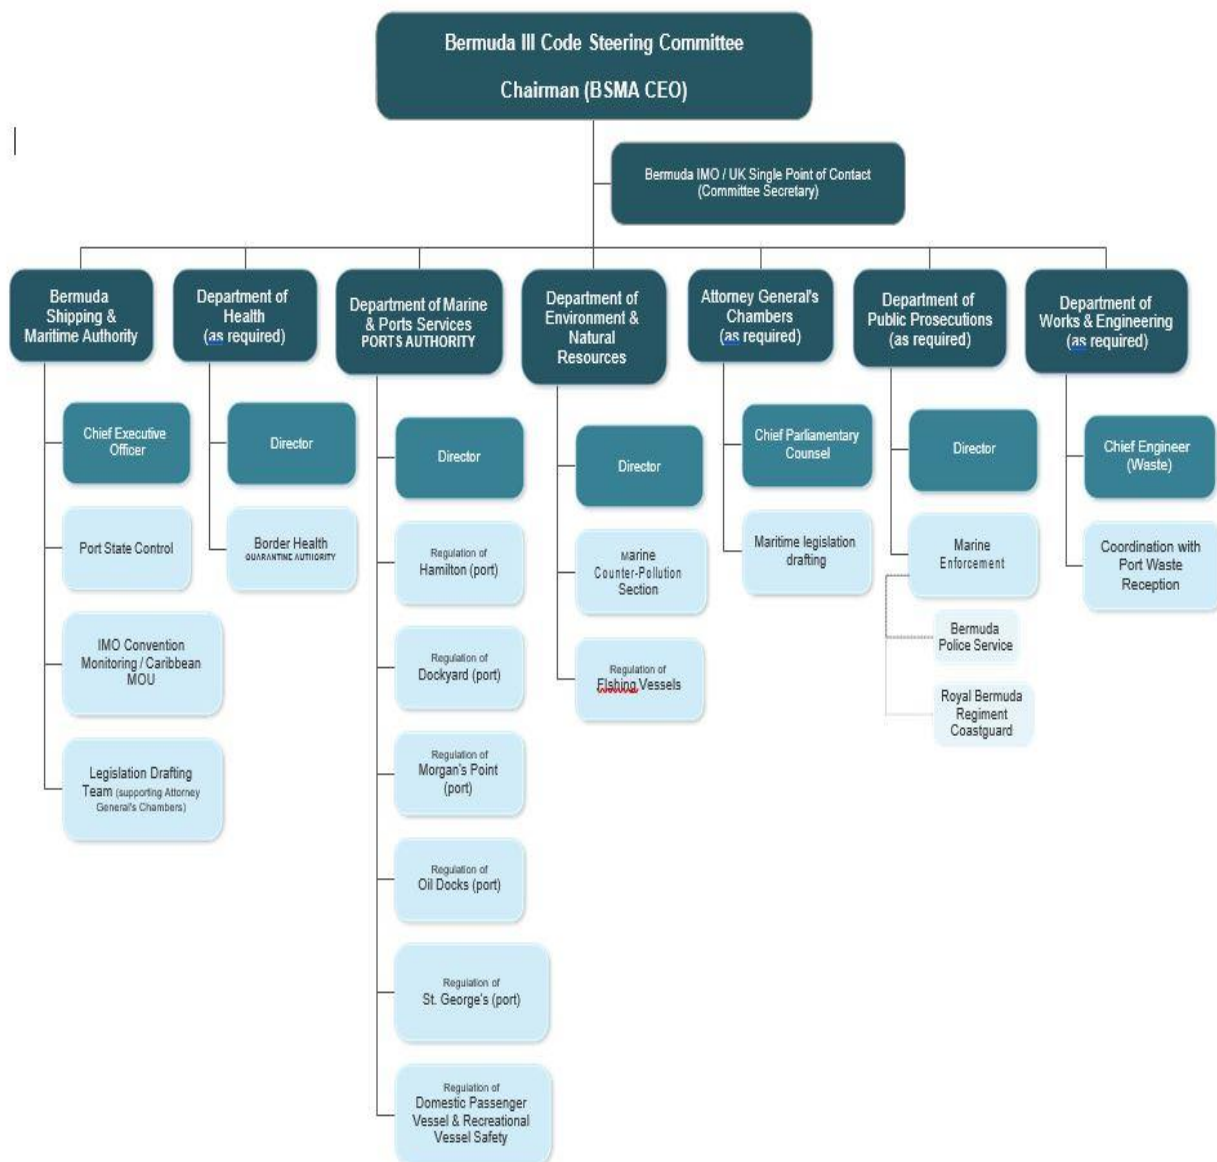 Bermuda III Code Steering Committee
Chairman (BSMA CEO)
Bermuda IMO / UK Single Point of Contact
(Committee Secretary)
Bermuda
Shipping &
Maritime Authority
Chief Executive
Officer
Port State Control
IMO Convention
Monitoring / Caribbean
MOU
Legislation Drafting
Team (supporting Attorney
General's Chambers)
Department of
Health
(as required)
Director
Border Health
QUARANTINE AUTHORITY
Department of Marine
& Ports Services
PORTS AUTHORITY
Director
Regulation of
Hamilton (port)
Regulation of
Dockyard (port)
Regulation of
Morgan's Point
(port)
Regulation of
Oil Docks (port)
Regulation of
St. George's (port)
Regulation of
Domestic Passenger
Vessel & Recreational
Vessel Safety
Department of
Environment &
Natural
Resources
Director
Marine
Counter-Pollution
Section
Regulation of
FIshing Vessels
Attorney General's
Chambers
(as required)
Chief Parliamentary
Counsel
Maritime legislation
drafting
Department of
Public Prosecutions
(as required)
Director
Marine
Enforcement
Bermuda
Police Service
Royal Bermuda
Regiment
Coastguard
Department of
Works & Engineering
(as required)
Chief Engineer
(Waste)
Coordination with
Port Waste
Reception